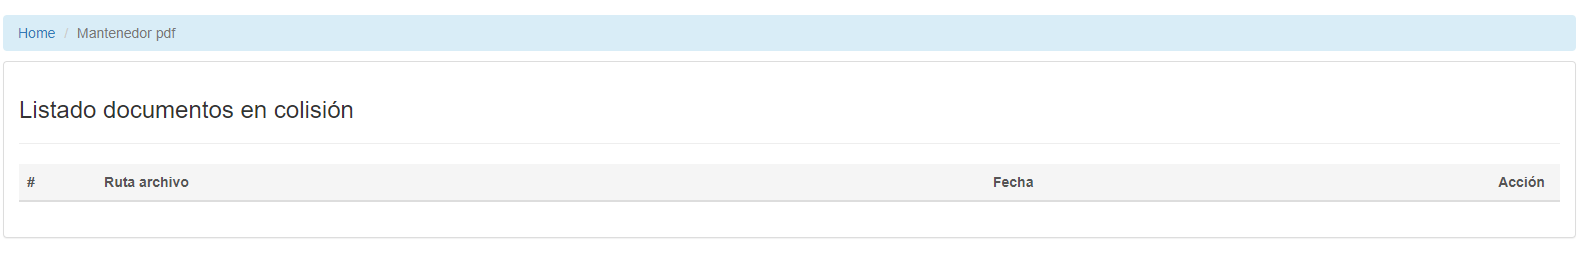 Home / Mantenedor pdf
Listado documentos en colisión
# Ruta archivo Fecha Acción